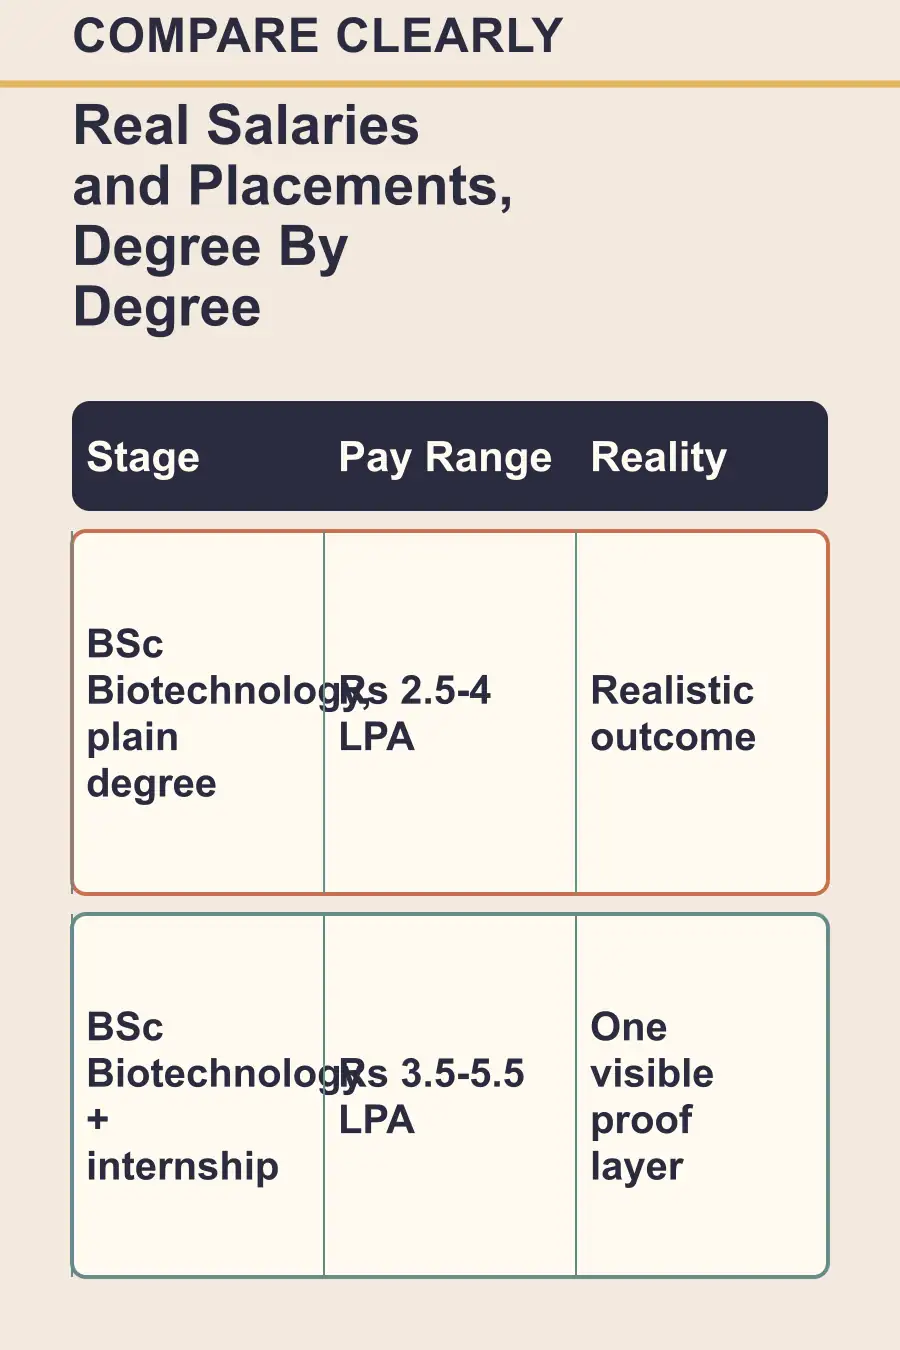 COMPARE CLEARLY
Real Salaries
and Placements,
Degree By
Degree
Stage Pay Range Reality
BSc
Biotechnology,
plain
degree
Rs 2.5-4
LPA
Realistic
outcome
BSc
Biotechnology
+
internship
Rs 3.5-5.5
LPA
One
visible
proof
layer